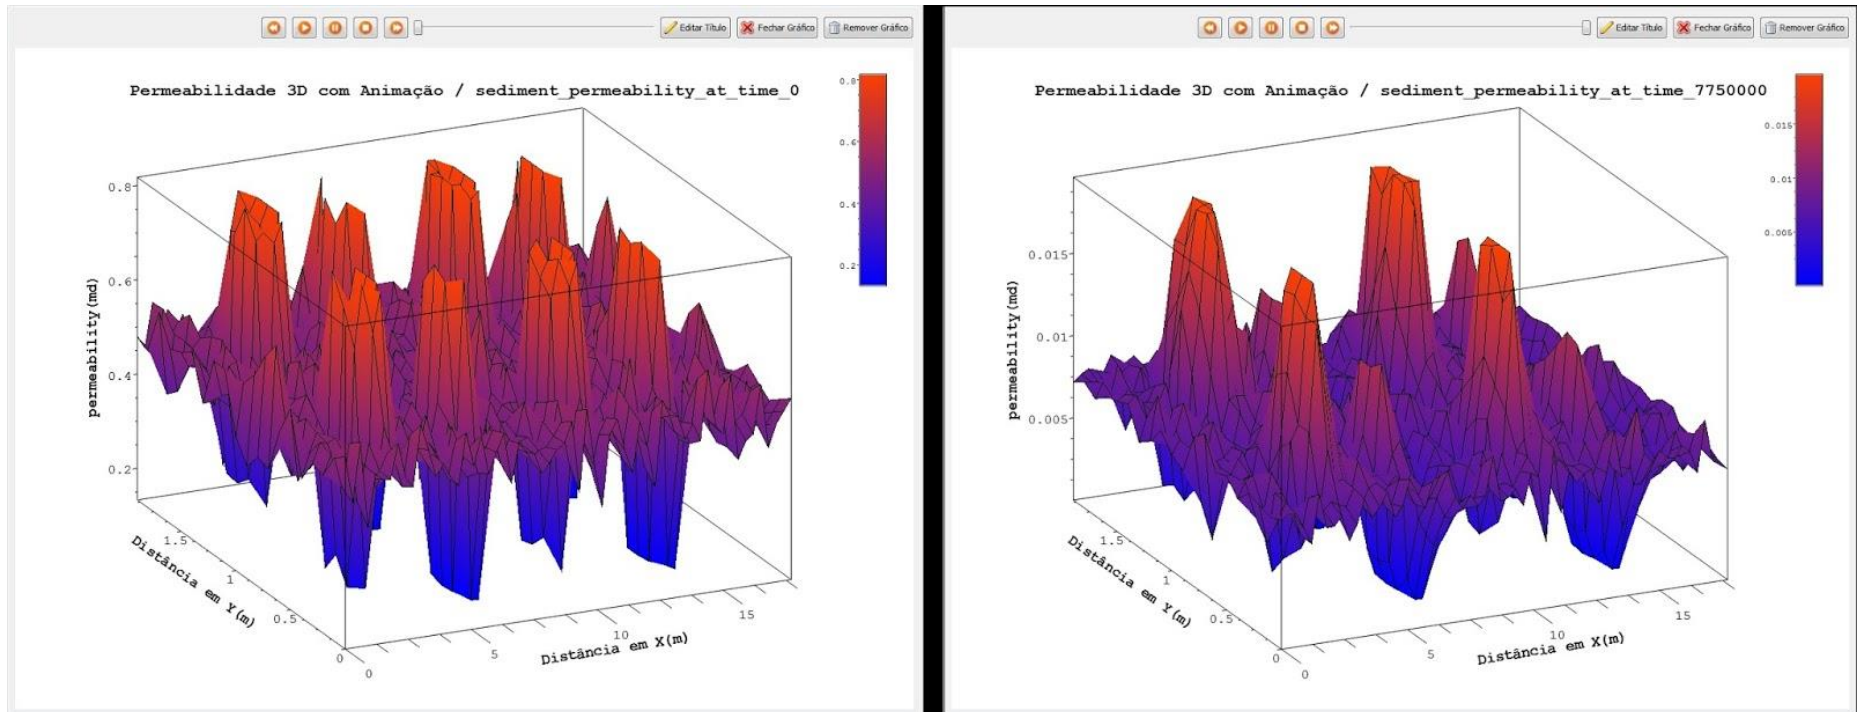 Editar Título
Fechar Gráfico
Remover Gráfico
Permeabilidade 3D com Animação / sediment_permeability_at_time_0
0.8
0.6
0.4
0.2
0.8
0.6
0.4
0.2
permeability(md)
Distância em Y(m)
1.5
1
0.5
0
Distância em X(m)
0
5
10
15
Editar Título
Fechar Gráfico
Remover Gráfico
Permeabilidade 3D com Animação / sediment_permeability_at_time_7750000
0.015
0.01
0.005
0.015
0.01
0.005
permeability(md)
Distância em Y(m)
1.5
1
0.5
0
Distância em X(m)
0
5
10
15